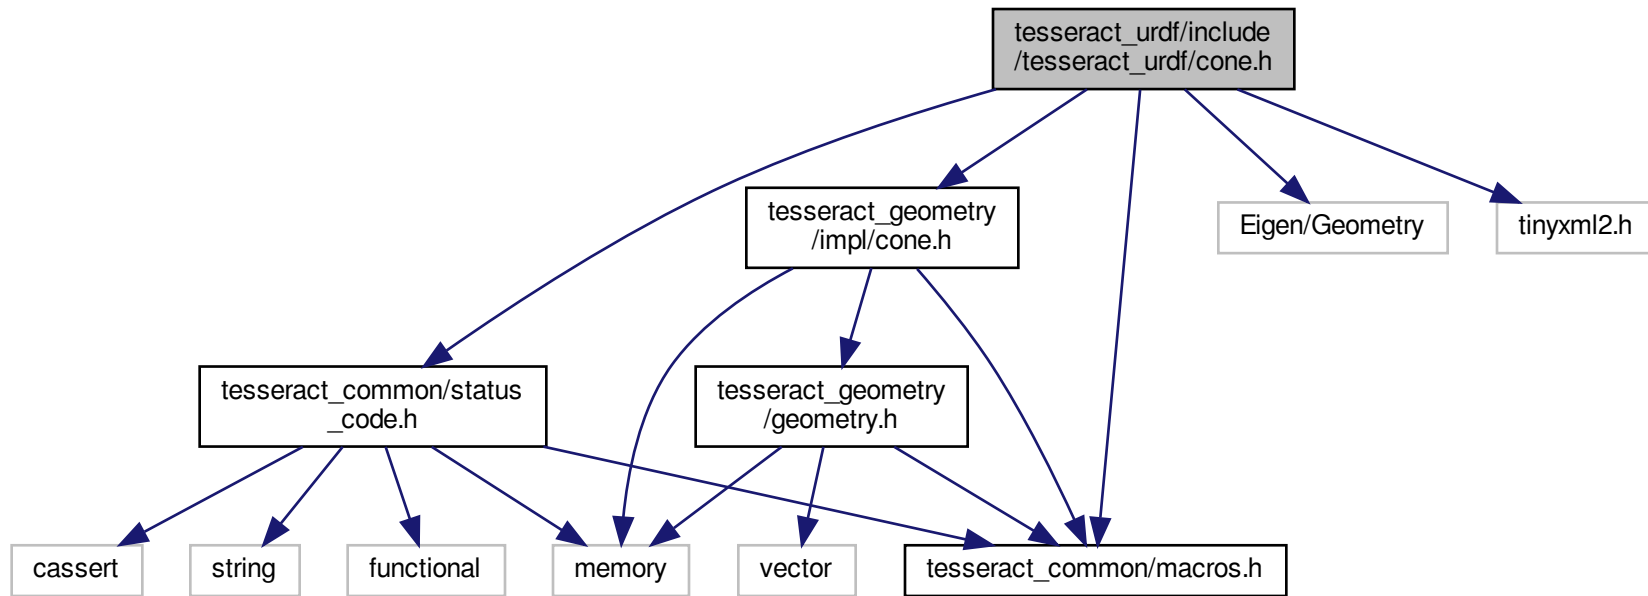 tesseract_urdf/include
/tesseract_urdf/cone.h
tesseract_geometry
/impl/cone.h
Eigen/Geometry
tinyxml2.h
tesseract_common/status
_code.h
tesseract_geometry
/geometry.h
cassert
string
functional
memory
vector
tesseract_common/macros.h